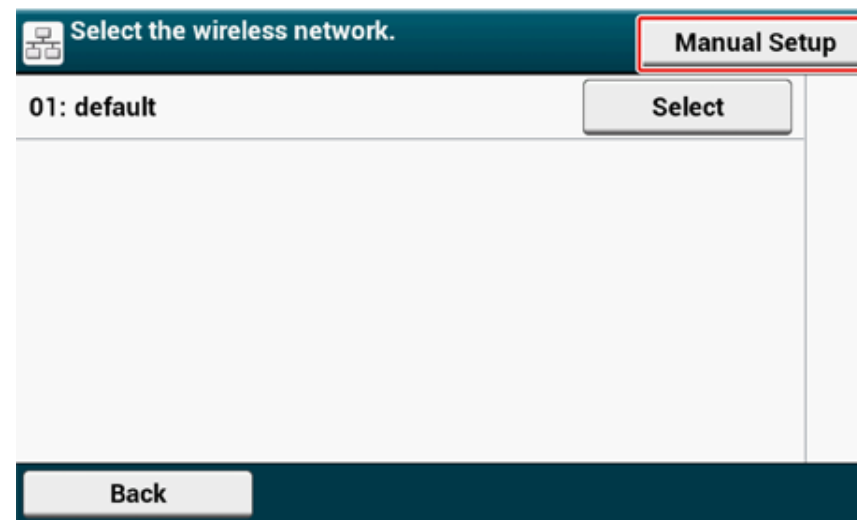 Select the wireless network.
Manual Setup
01: default
Select
Back